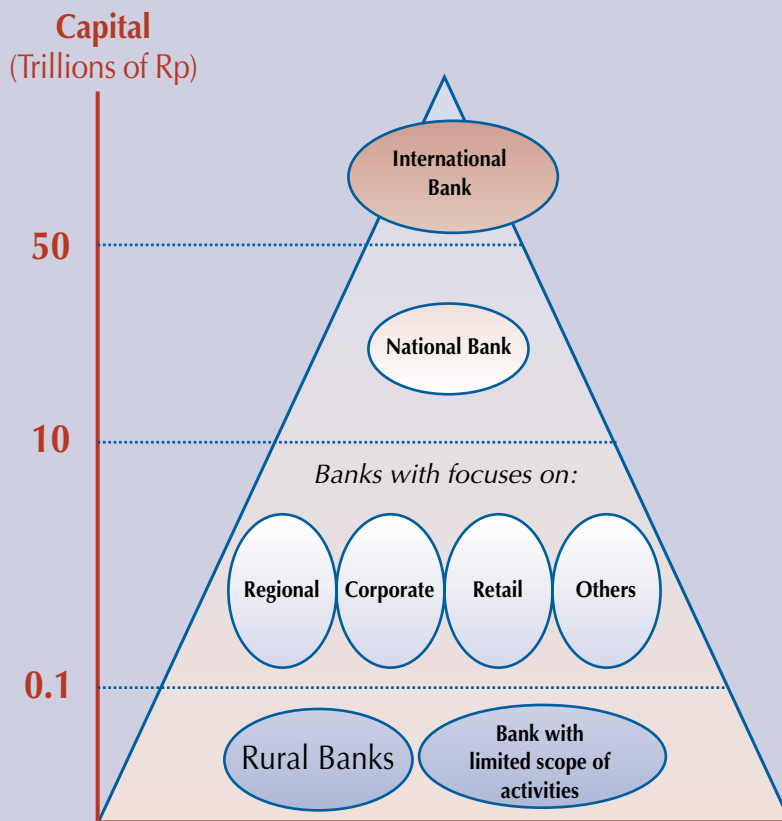 Capital
(Trillions of Rp)
International
Bank
50
National Bank
10
Banks with focuses on:
Regional
Corporate
Retail
Others
0.1
Rural Banks
Bank with
limited scope of
activities